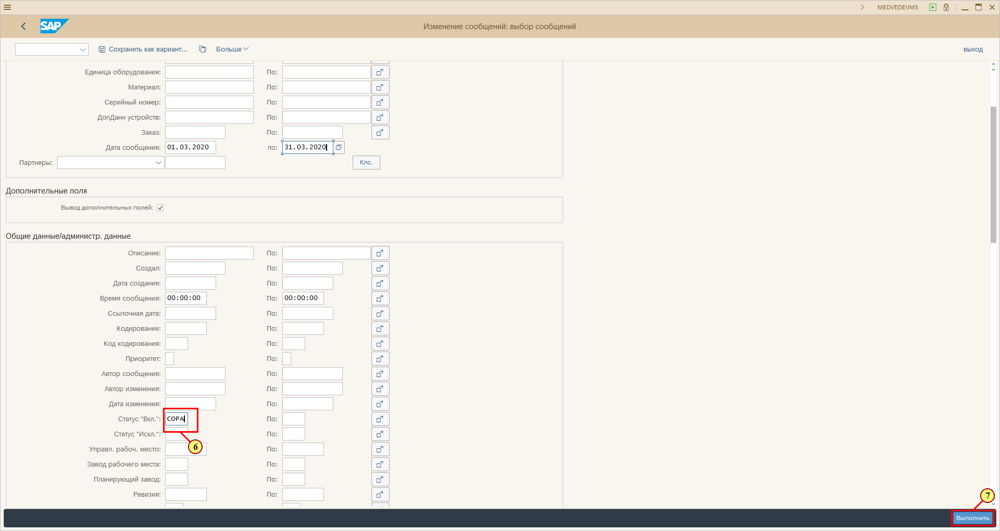 MEDVEDEVMS
SAP
Изменение сообщений: выбор сообщений
Сохранить как вариант...
Больше
ВЫХОД
Единица оборудования: По:
Материал: По:
Серийный номер: По:
ДопДанн устройств: По:
Заказ: По:
Дата сообщения: 01.03.2020 по: 31.03.2020
Партнеры: Клс.
Дополнительные поля
Вывод дополнительных полей:
Общие данные/администр. данные
Описание: По:
Создал: По:
Дата создания: По:
Время сообщения: 00:00:00 По: 00:00:00
Ссылочная дата: По:
Кодирование: По:
Код кодирования: По:
Приоритет: По:
Автор сообщения: По:
Автор изменения: По:
Дата изменения: По:
Статус "Вкл.": СОРА По:
Статус "Искл.": По:
6
Управл. рабоч. место: По:
Завод рабочего места: По:
Планирующий завод: По:
Ревизия: По:
7
Выполнить